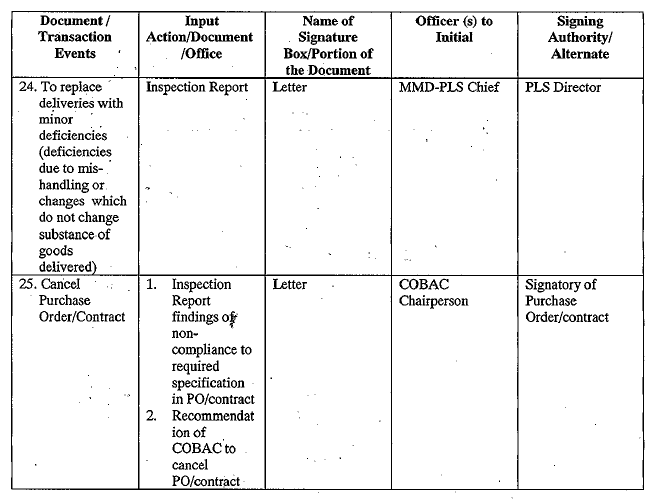 Document /
Transaction
Events
Input
Action/Document
/Office
Name of
Signature
Box/Portion of
the Document
Officer (s) to
Initial
Signing
Authority/
Alternate
24. To replace
deliveries with
minor
deficiencies
(deficiencies
due to mis-
handling or
changes which
do not change
substance of
goods
delivered)
Inspection Report
Letter
MMD-PLS Chief
PLS Director
25. Cancel
Purchase
Order/Contract
1. Inspection
Report
findings of
non-
compliance to
required
specification
in PO/contract
2. Recommendat
ion of
COBAC to
cancel
PO/contract
Letter
COBAC
Chairperson
Signatory of
Purchase
Order/contract